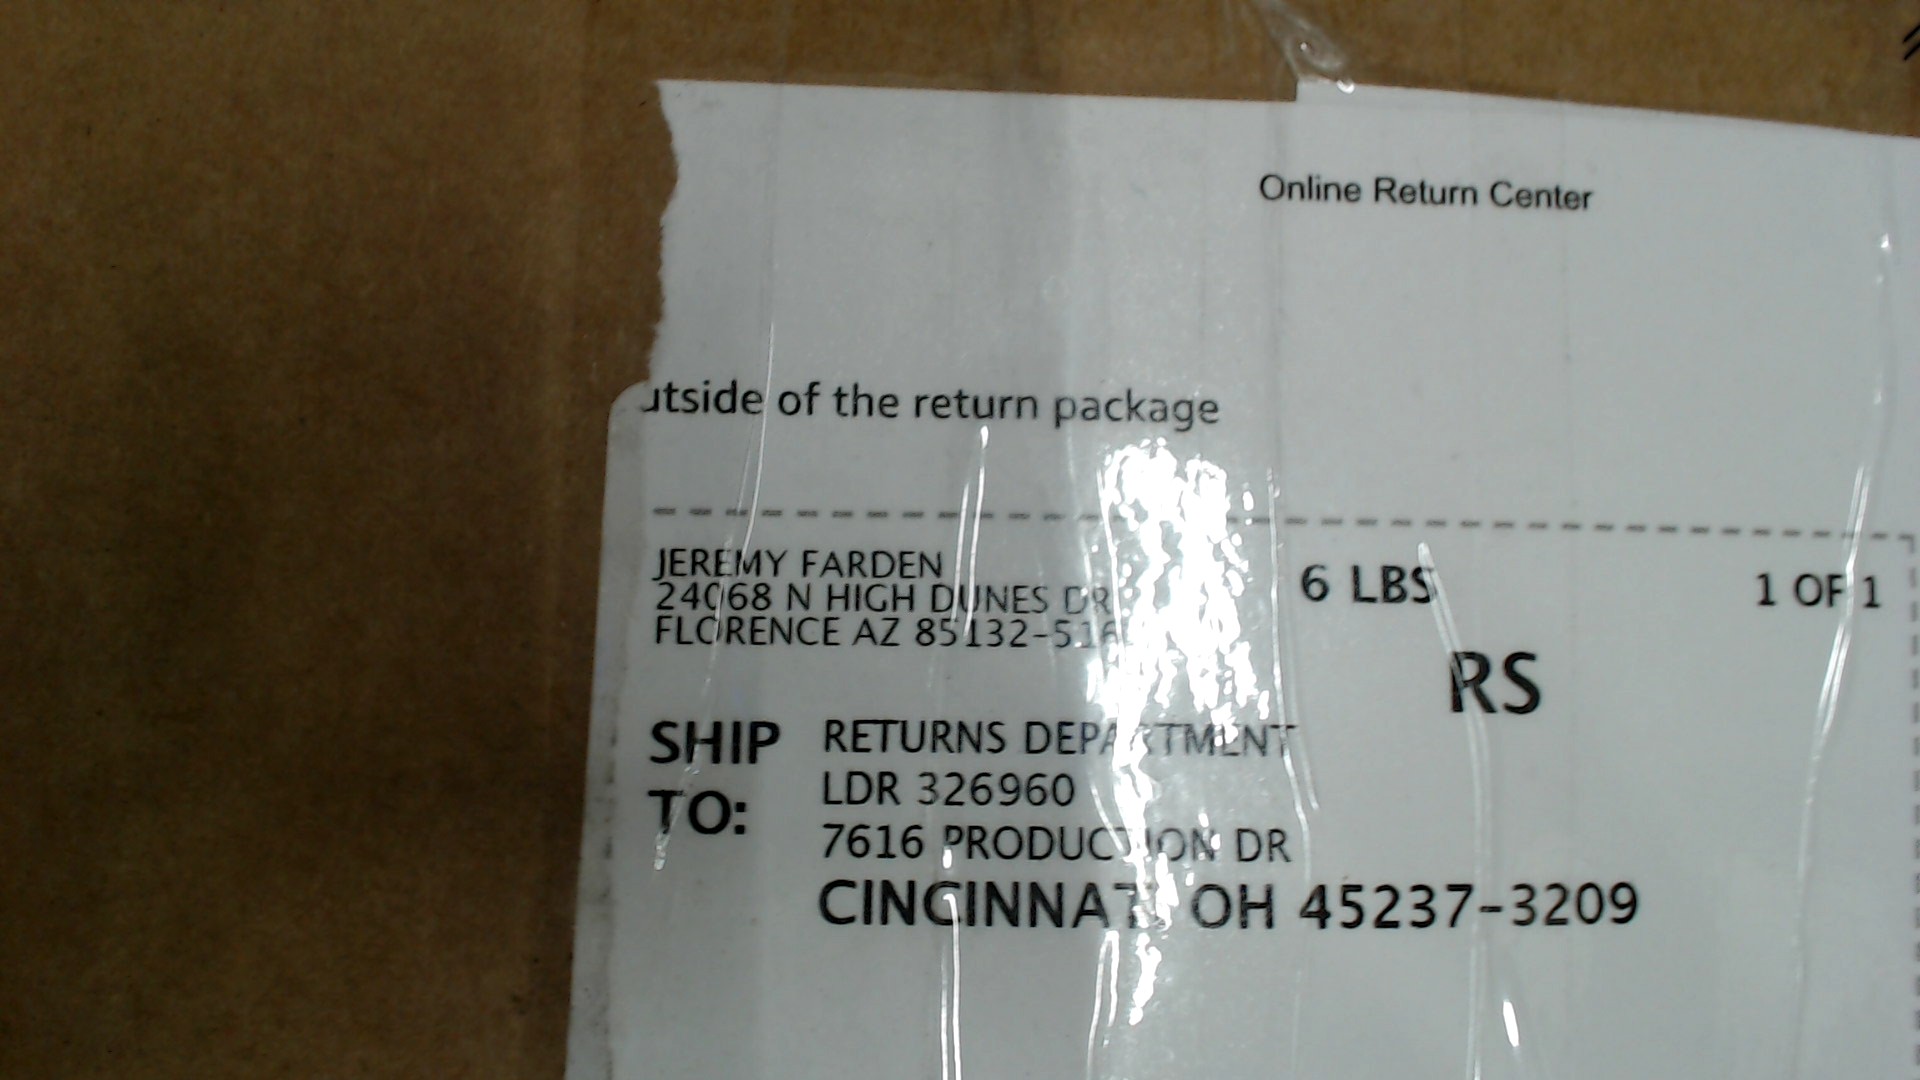 Online Return Center
utside of the return package
JEREMY FARDEN
24068 N HIGH DUNES DR
FLORENCE AZ
6 LBS
1 OF 1
RS
SHIP TO:
RETURNS DEPARTMENT
LDR 326960
7616 PRODUCTION DR
CINCINNATI OH 45237-3209